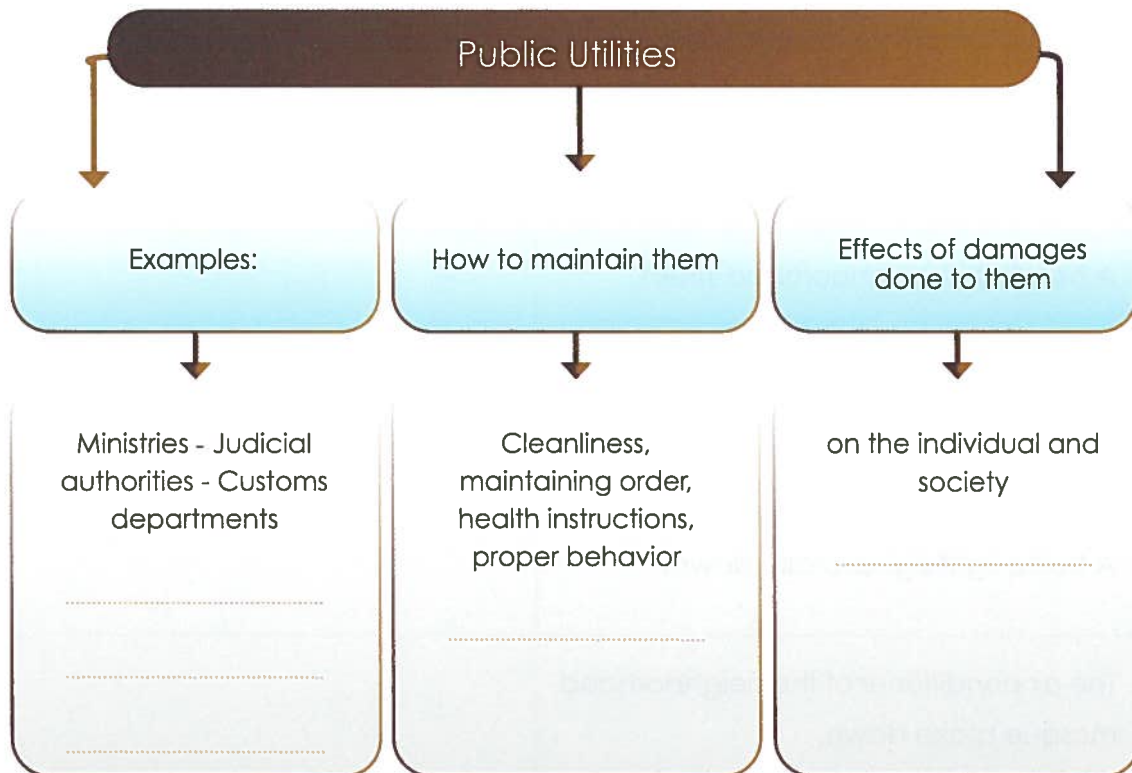 Public Utilities
Examples:
How to maintain them
Effects of damages
done to them
Ministries - Judicial
authorities - Customs
departments
Cleanliness,
maintaining order,
health instructions,
proper behavior
on the individual and
society